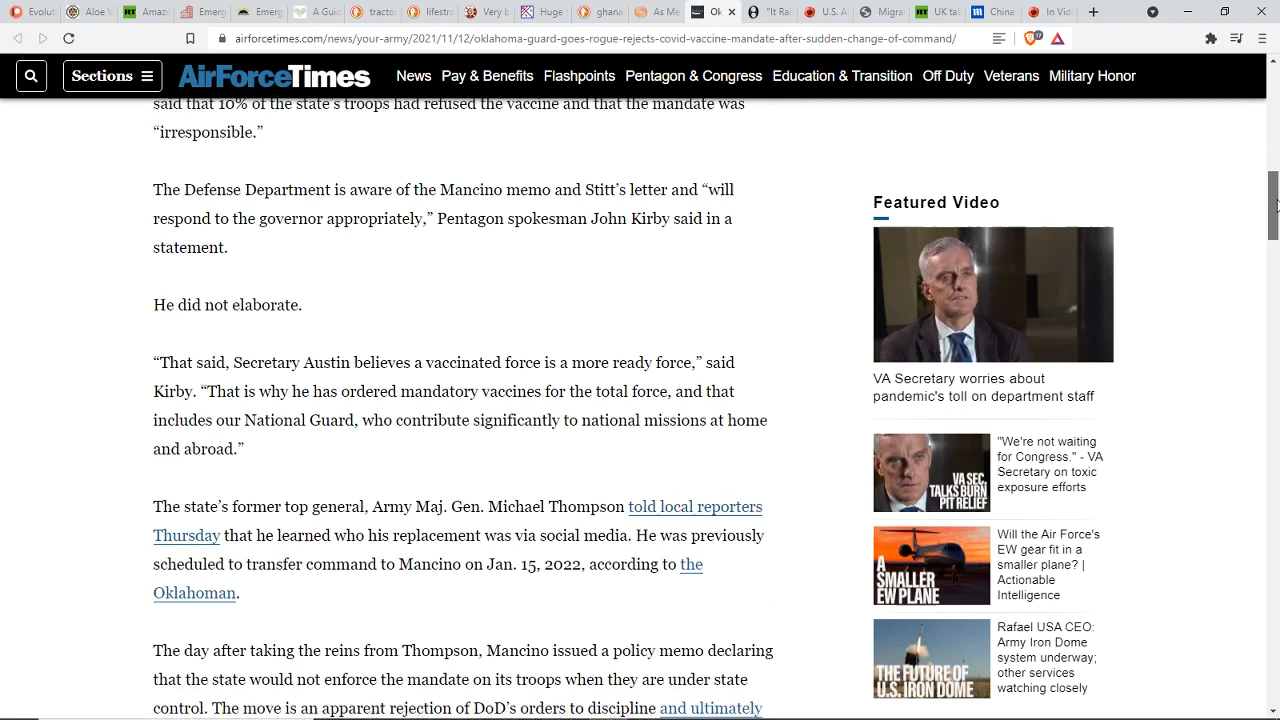 Evolut
Aloe V
RT Amazo
Emerg
Emerg
A Guid
tractor
lifestra
Very b
Huge
ghana
As Me
Ok
"It Rai
U.S. A
Migra
UK tal
China
In Vide
airforcetimes.com/news/your-army/2021/11/12/oklahoma-guard-goes-rogue-rejects-covid-vaccine-mandate-after-sudden-change-of-command/
Sections
AirForceTimes
News Pay & Benefits Flashpoints Pentagon & Congress Education & Transition Off Duty Veterans Military Honor
said that 10% of the state's troops had refused the vaccine and that the mandate was
“irresponsible.”
The Defense Department is aware of the Mancino memo and Stitt’s letter and “will
respond to the governor appropriately,” Pentagon spokesman John Kirby said in a
statement.
He did not elaborate.
“That said, Secretary Austin believes a vaccinated force is a more ready force,” said
Kirby. “That is why he has ordered mandatory vaccines for the total force, and that
includes our National Guard, who contribute significantly to national missions at home
and abroad.”
The state’s former top general, Army Maj. Gen. Michael Thompson told local reporters
Thursday that he learned who his replacement was via social media. He was previously
scheduled to transfer command to Mancino on Jan. 15, 2022, according to the
Oklahoman.
The day after taking the reins from Thompson, Mancino issued a policy memo declaring
that the state would not enforce the mandate on its troops when they are under state
control. The move is an apparent rejection of DoD’s orders to discipline and ultimately
Featured Video
VA Secretary worries about
pandemic's toll on department staff
VA SEC.
TALKS BURN
PIT RELIEF
"We're not waiting
for Congress." - VA
Secretary on toxic
exposure efforts
A
SMALLER
EW PLANE
Will the Air Force's
EW gear fit in a
smaller plane? |
Actionable
Intelligence
THE FUTURE OF
U.S. IRON DOME
Rafael USA CEO:
Army Iron Dome
system underway;
other services
watching closely